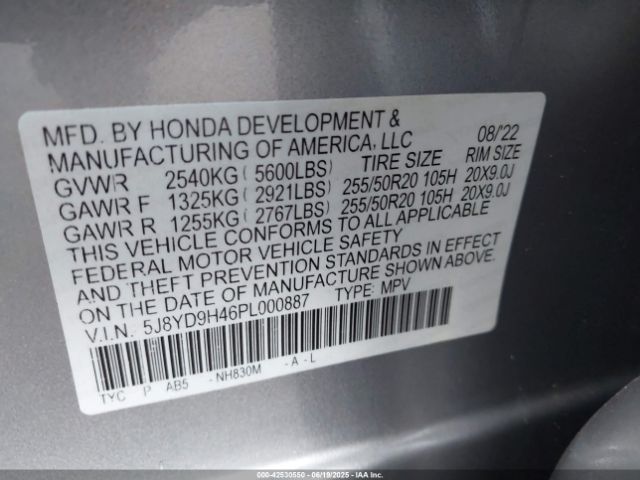 MFD. BY HONDA DEVELOPMENT & 08/'22
MANUFACTURING OF AMERICA, LLC
GVWR 2540KG ( 5600LBS) TIRE SIZE RIM SIZE
GAWR F 1325KG ( 2921LBS) 255/50R20 105H 20X9.0J
GAWR R 1255KG ( 2767LBS) 255/50R20 105H 20X9.0J
THIS VEHICLE CONFORMS TO ALL APPLICABLE
FEDERAL MOTOR VEHICLE SAFETY
AND THEFT PREVENTION STANDARDS IN EFFECT
ON THE DATE OF MANUFACTURE SHOWN ABOVE.
V.I.N. 5J8YD9H46PL000887 TYPE: MPV
TYC P AB5 -NH830M -A-L
000-42530550 - 06/19/2025 - IAA Inc.